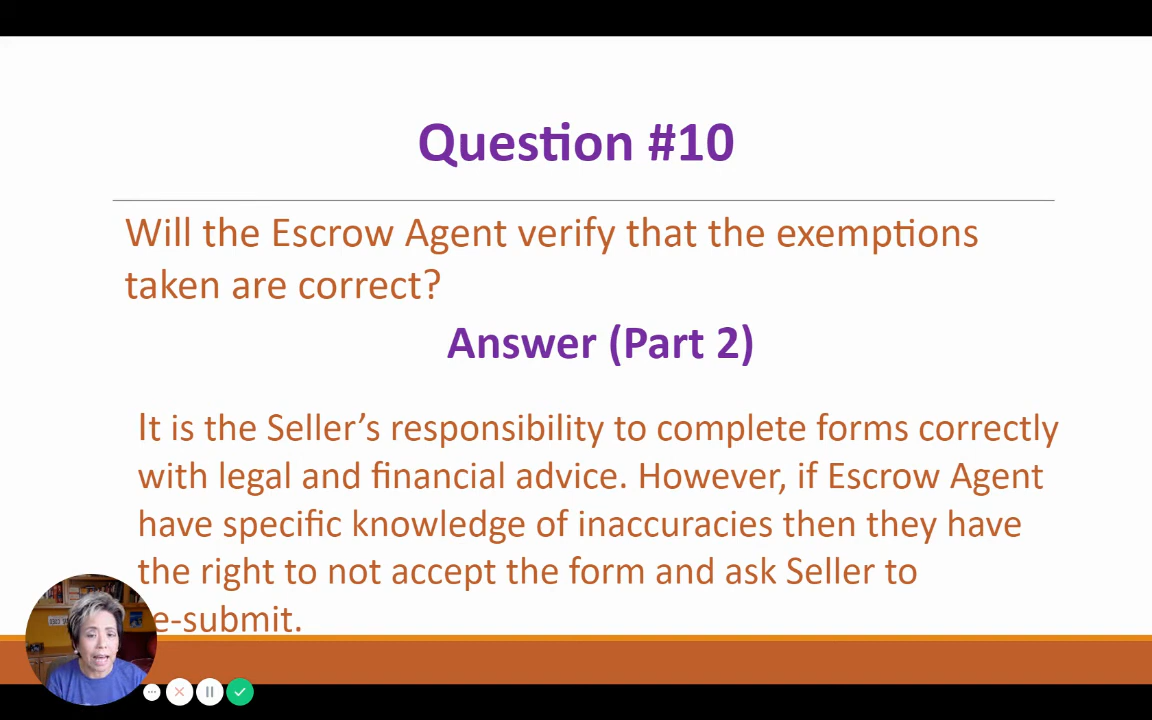 Question #10
Will the Escrow Agent verify that the exemptions
taken are correct?
Answer (Part 2)
It is the Seller’s responsibility to complete forms correctly
with legal and financial advice. However, if Escrow Agent
have specific knowledge of inaccuracies then they have
the right to not accept the form and ask Seller to
e-submit.